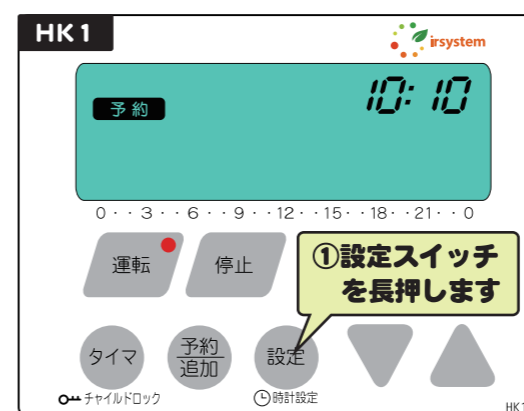 HK1
irsystem
予約
10:10
0・・3・・6・・9・・12・・15・・18・・21・・0
運転
停止
①設定スイッチ
を長押します
タイマ
予約
追加
設定
チャイルドロック
時計設定
HK1